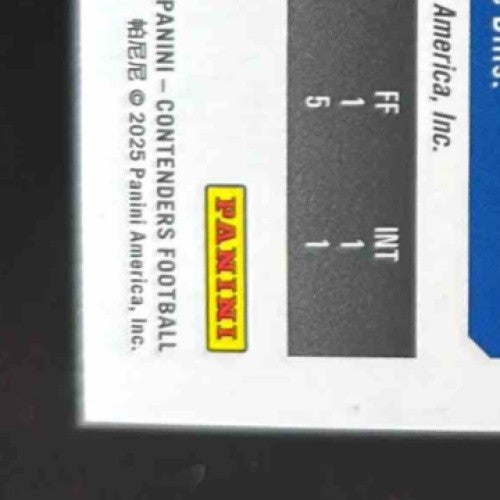 OMS.
America, Inc.
FF INT
1 1
5 1
PANINI
PANINI – CONTENDERS FOOTBALL
帕尼尼 © 2025 Panini America, Inc.